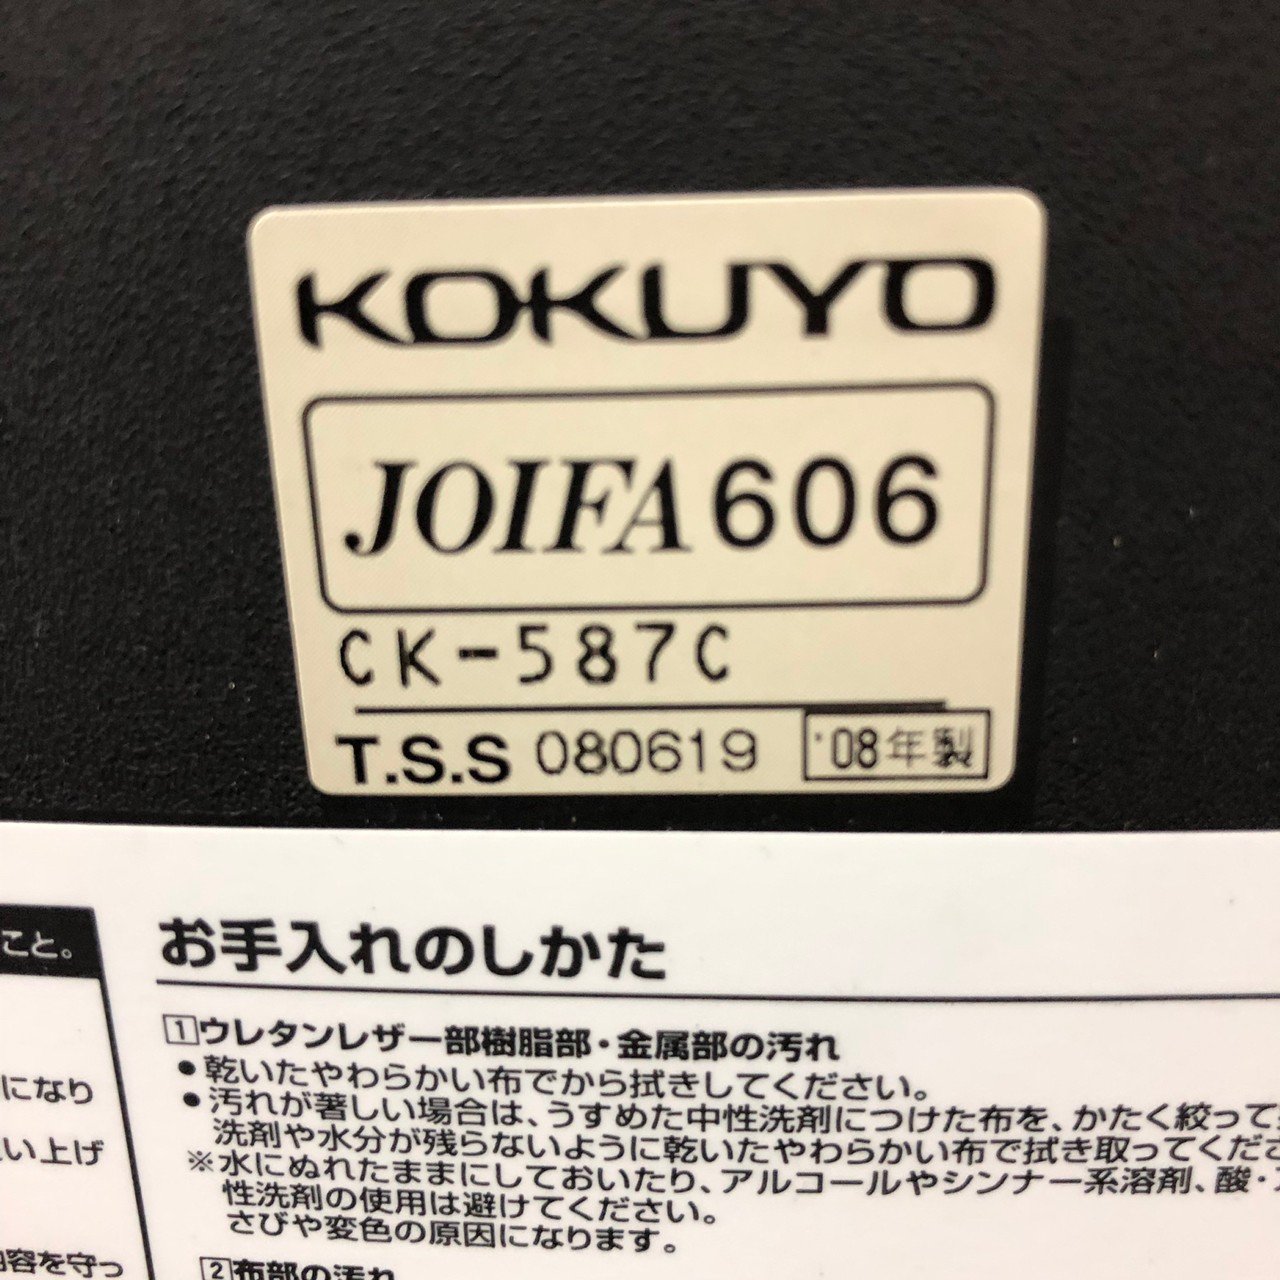 KOKUYO
JOIFA606
CK-587C
T.S.S 080619 '08年製
こと。
になり
い上げ
容を守っ
お手入れのしかた
1 ウレタンレザー部樹脂部・金属部の汚れ
●乾いたやわらかい布でから拭きしてください。
●汚れが著しい場合は、うすめた中性洗剤につけた布を、かたく絞って
洗剤や水分が残らないように乾いたやわらかい布で拭き取ってくださ
※水にぬれたままにしておいたり、アルコールやシンナー系溶剤、酸・
性洗剤の使用は避けてください。
さびや変色の原因になります。
2 布部の汚れ